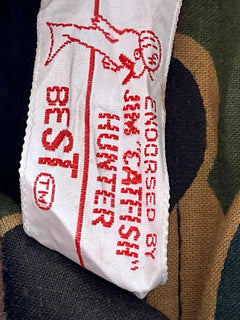 ENDORSED BY
JIM "CATFISH"
HUNTER
BEST TM